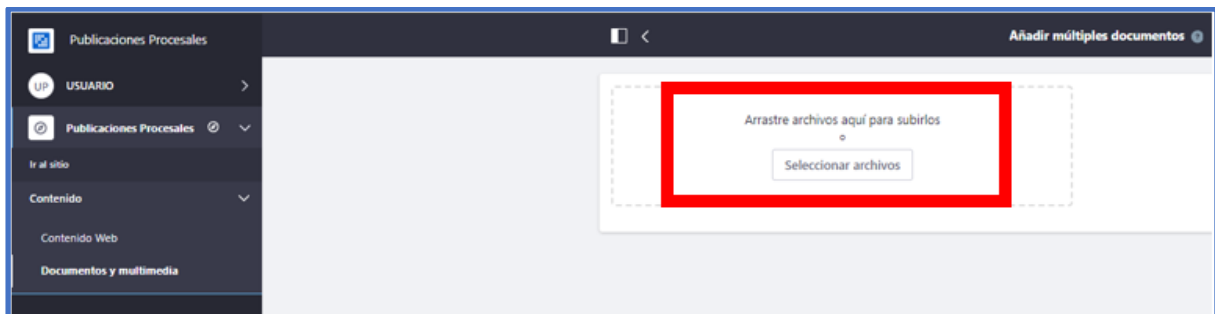 Publicaciones Procesales
Añadir múltiples documentos
UP USUARIO
Publicaciones Procesales
Ir al sitio
Contenido
Contenido Web
Documentos y multimedia
Arrastre archivos aquí para subirlos
o
Seleccionar archivos